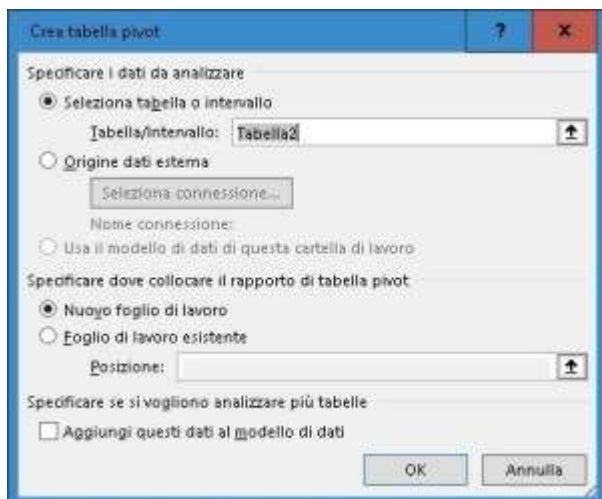 Crea tabella pivot ? x
Specificare i dati da analizzare
Seleziona tabella o intervallo
Tabella/Intervallo: Tabella2
Origine dati esterna
Seleziona connessione...
Nome connessione:
Usa il modello di dati di questa cartella di lavoro
Specificare dove collocare il rapporto di tabella pivot
Nuovo foglio di lavoro
Foglio di lavoro esistente
Posizione:
Specificare se si vogliono analizzare più tabelle
Aggiungi questi dati al modello di dati
OK Annulla